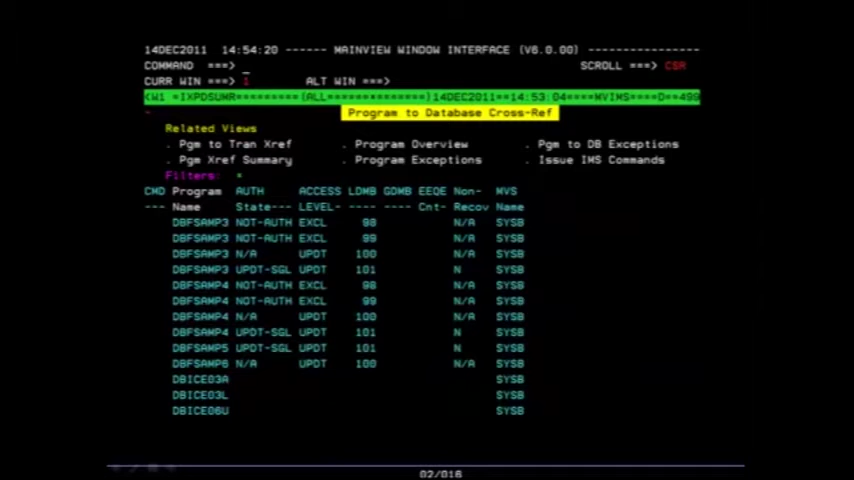 14DEC2011  14:54:20 ------ MAINVIEW WINDOW INTERFACE (V6.0.00) ----------------
COMMAND  ===>                                            SCROLL ===> CSR
CURR WIN ===> 1         ALT WIN ===>
<W1 =IXPDSUMR=========(ALL==============)14DEC2011==14:53:04====MVIMS====D==499
Program to Database Cross-Ref
Related Views
. Pgm to Tran Xref       . Program Overview       . Pgm to DB Exceptions
. Pgm Xref Summary       . Program Exceptions     . Issue IMS Commands
Filters: *
CMD Program  AUTH     ACCESS LDMB GDMB EEQE Non-  MVS
--- Name     State--- LEVEL- ---- ---- Cnt- Recov Name
DBFSAMP3 NOT-AUTH EXCL     98           N/A   SYSB
DBFSAMP3 NOT-AUTH EXCL     99           N/A   SYSB
DBFSAMP3 N/A      UPDT    100           N/A   SYSB
DBFSAMP3 UPDT-SGL UPDT    101           N     SYSB
DBFSAMP4 NOT-AUTH EXCL     98           N/A   SYSB
DBFSAMP4 NOT-AUTH EXCL     99           N/A   SYSB
DBFSAMP4 N/A      UPDT    100           N/A   SYSB
DBFSAMP4 UPDT-SGL UPDT    101           N     SYSB
DBFSAMP5 UPDT-SGL UPDT    101           N     SYSB
DBFSAMP6 N/A      UPDT    100           N/A   SYSB
DBICE03A                                      SYSB
DBICE03L                                      SYSB
DBICE06U                                      SYSB
02/016